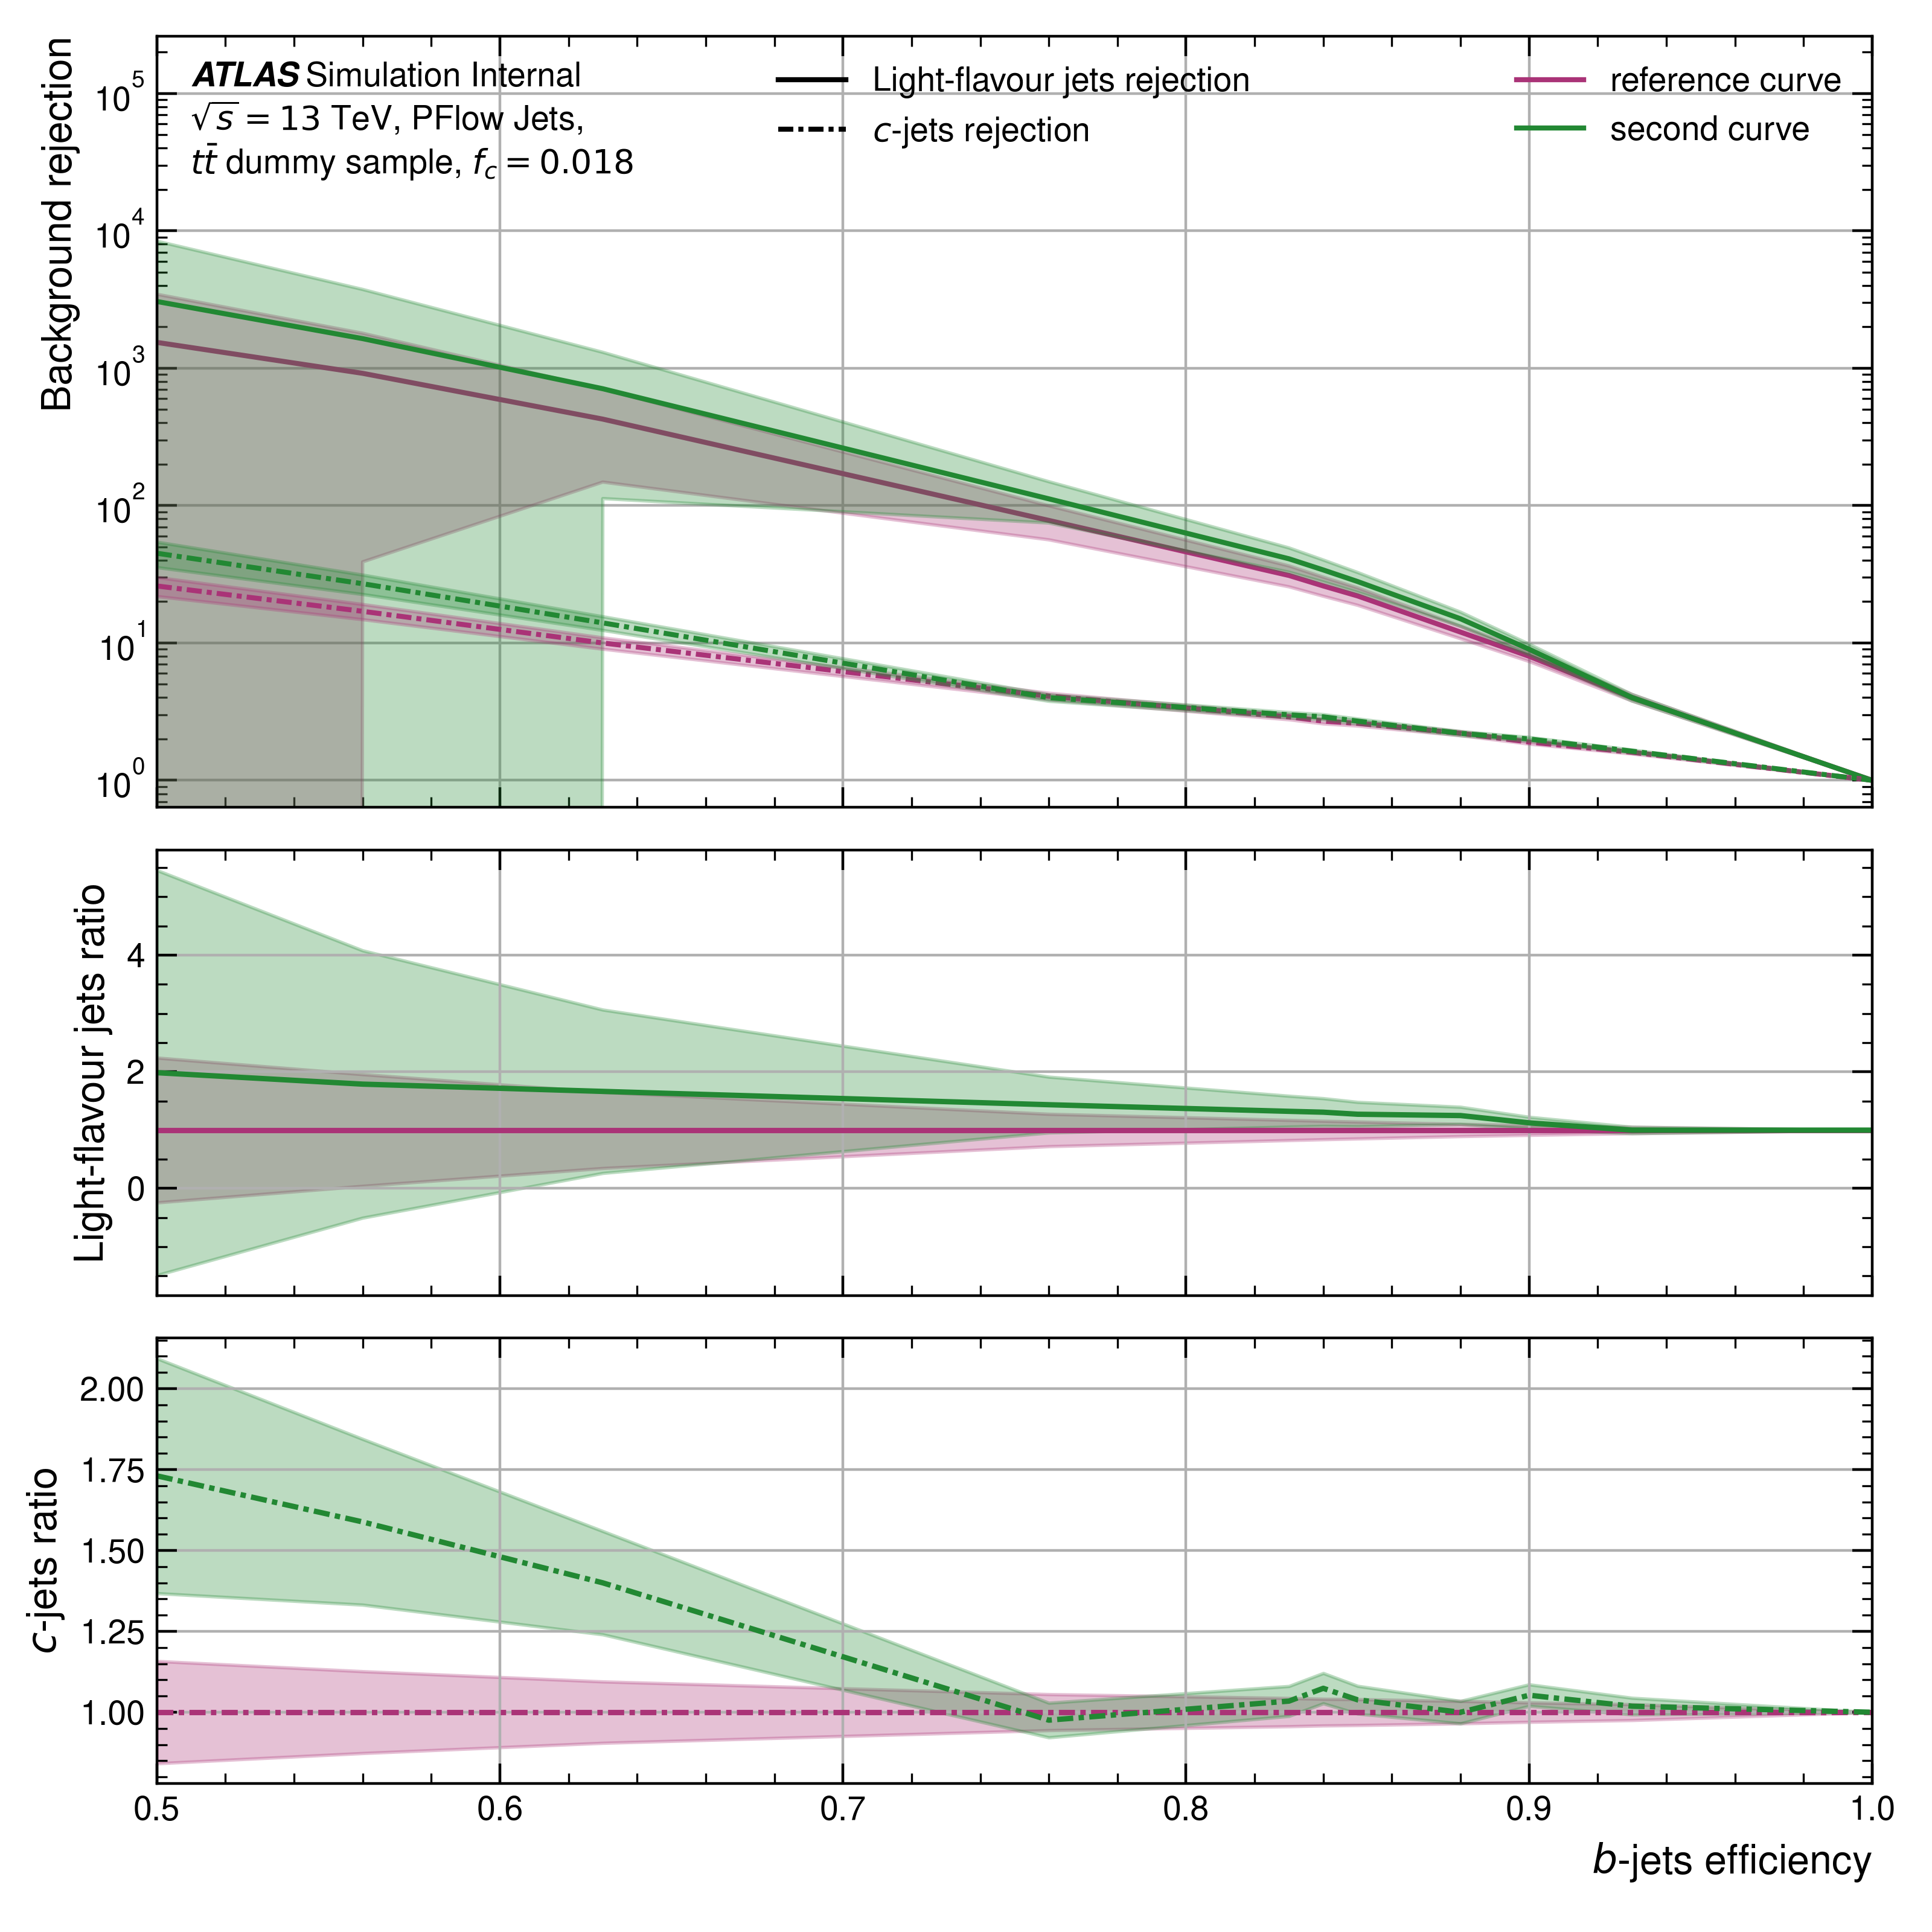 ATLAS Simulation Internal
√s = 13 TeV, PFlow Jets,
tt̄ dummy sample, f_c = 0.018
Light-flavour jets rejection
c-jets rejection
reference curve
second curve
Background rejection
10^5
10^4
10^3
10^2
10^1
10^0
Light-flavour jets ratio
4
2
0
c-jets ratio
2.00
1.75
1.50
1.25
1.00
0.5 0.6 0.7 0.8 0.9 1.0
b-jets efficiency